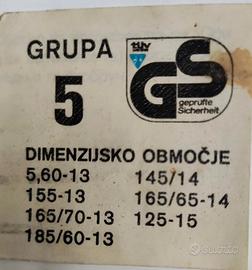 GRUPA
5
TÜV
GS
geprüfte
Sicherheit
DIMENZIJSKO OBMOČJE
5,60-13 145/14
155-13 165/65-14
165/70-13 125-15
185/60-13
subito